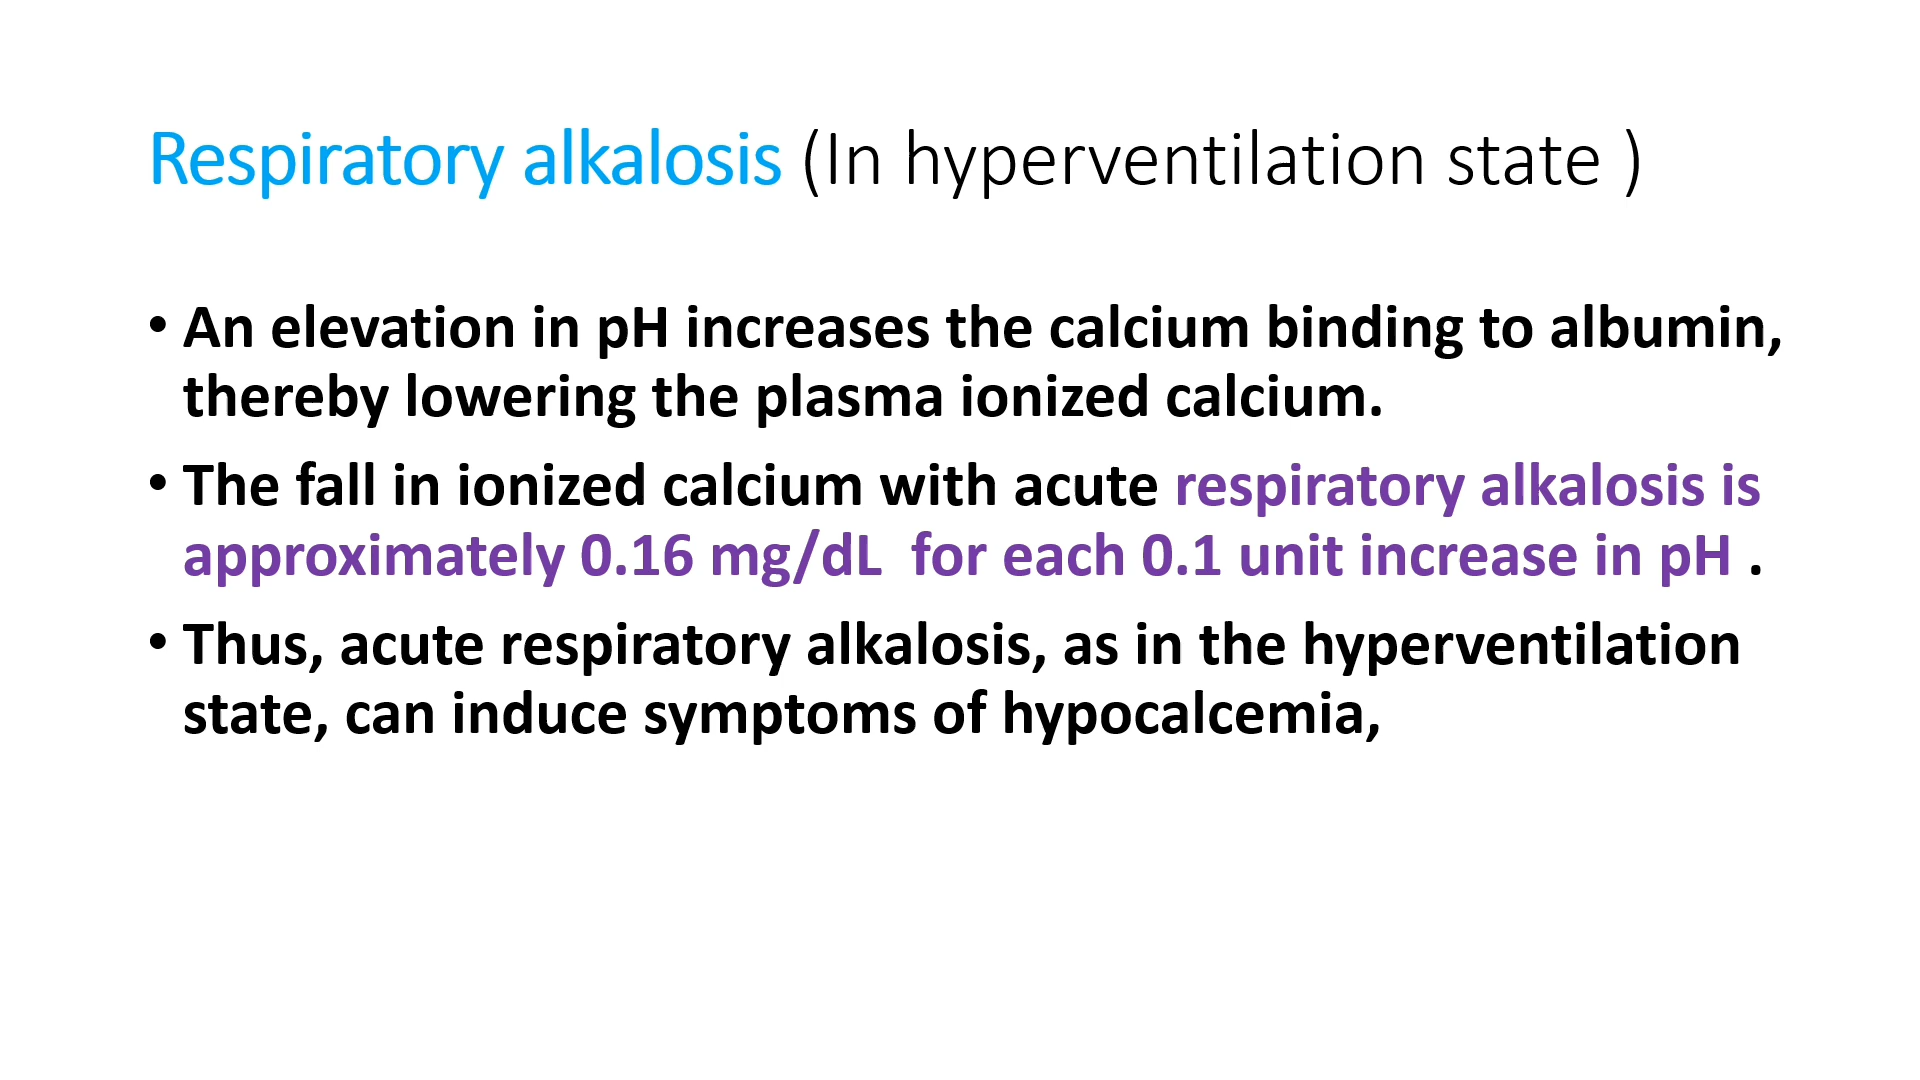 Respiratory alkalosis (In hyperventilation state )
• An elevation in pH increases the calcium binding to albumin,
thereby lowering the plasma ionized calcium.
• The fall in ionized calcium with acute respiratory alkalosis is
approximately 0.16 mg/dL  for each 0.1 unit increase in pH .
• Thus, acute respiratory alkalosis, as in the hyperventilation
state, can induce symptoms of hypocalcemia,